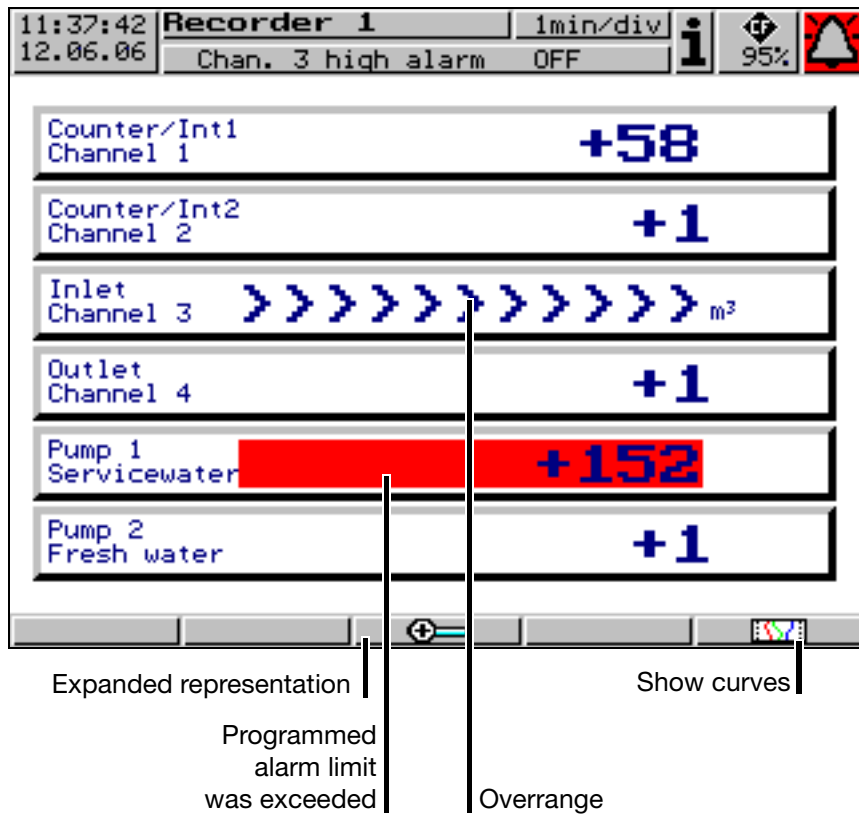 11:37:42 Recorder 1 1min/div i CF
12.06.06 Chan. 3 high alarm OFF 95%
Counter/Int1
Channel 1 +58
Counter/Int2
Channel 2 +1
Inlet
Channel 3 >>>>>>>>>>> m³
Outlet
Channel 4 +1
Pump 1
Servicewater +152
Pump 2
Fresh water +1
Expanded representation Show curves
Programmed
alarm limit
was exceeded Overrange